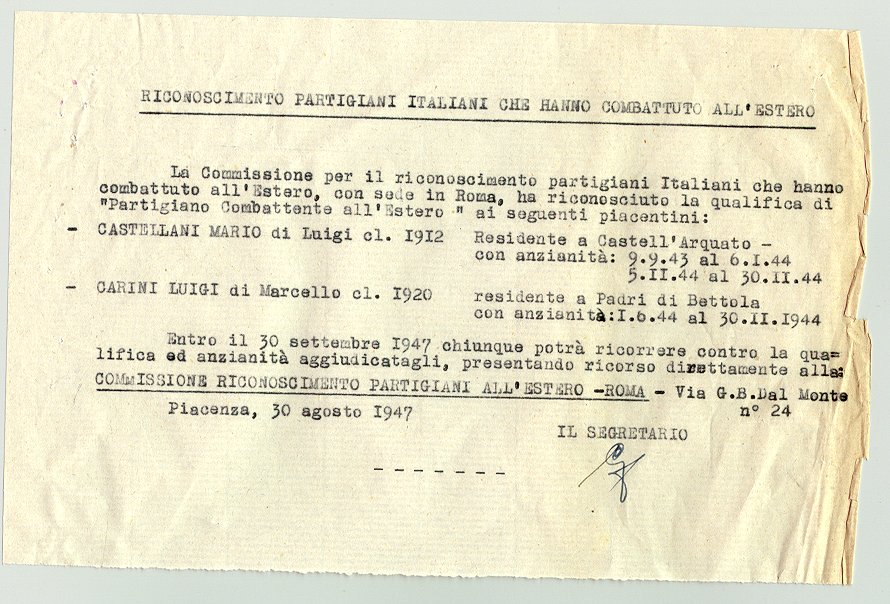 RICONOSCIMENTO PARTIGIANI ITALIANI CHE HANNO COMBATTUTO ALL'ESTERO
La Commissione per il riconoscimento partigiani Italiani che hanno
combattuto all'Estero, con sede in Roma, ha riconosciuto la qualifica di
"Partigiano Combattente all'Estero " ai seguenti piacentini:
- CASTELLANI MARIO di Luigi cl. I9I2 Residente a Castell'Arquato -
con anzianità: 9.9.43 al 6.I.44
5.II.44 al 30.II.44
- CARINI LUIGI di Marcello cl. I920 residente a Padri di Bettola
con anzianità:I.6.44 al 30.II.I944
Entro il 30 settembre I947 chiunque potrà ricorrere contro la qua=
lifica ed anzianità aggiudicatagli, presentando ricorso direttamente alla:
COMMISSIONE RICONOSCIMENTO PARTIGIANI ALL'ESTERO -ROMA - Via G.B.Dal Monte
n° 24
Piacenza, 30 agosto I947
IL SEGRETARIO
- - - - - - -